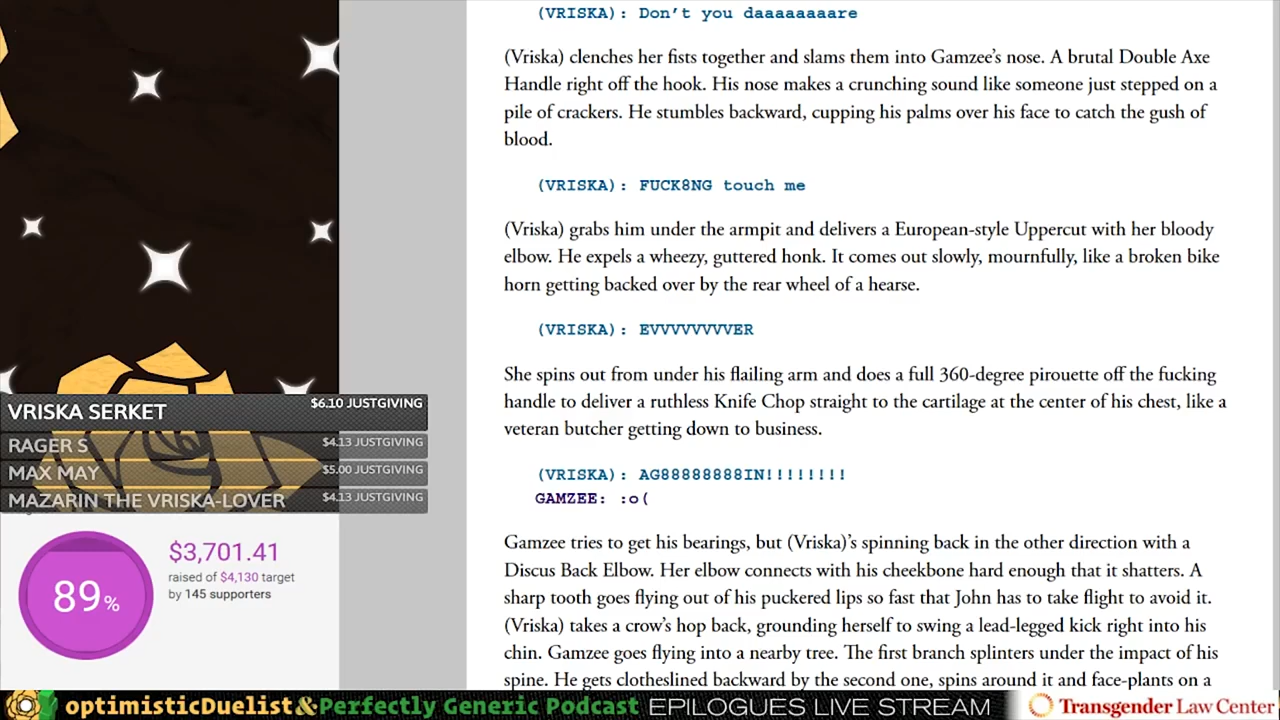 (VRISKA): Don’t you daaaaaaaare
(Vriska) clenches her fists together and slams them into Gamzee’s nose. A brutal Double Axe
Handle right off the hook. His nose makes a crunching sound like someone just stepped on a
pile of crackers. He stumbles backward, cupping his palms over his face to catch the gush of
blood.
(VRISKA): FUCK8NG touch me
(Vriska) grabs him under the armpit and delivers a European-style Uppercut with her bloody
elbow. He expels a wheezy, guttered honk. It comes out slowly, mournfully, like a broken bike
horn getting backed over by the rear wheel of a hearse.
(VRISKA): EVVVVVVVVER
She spins out from under his flailing arm and does a full 360-degree pirouette off the fucking
handle to deliver a ruthless Knife Chop straight to the cartilage at the center of his chest, like a
veteran butcher getting down to business.
(VRISKA): AG88888888IN!!!!!!!!
GAMZEE: :o(
Gamzee tries to get his bearings, but (Vriska)’s spinning back in the other direction with a
Discus Back Elbow. Her elbow connects with his cheekbone hard enough that it shatters. A
sharp tooth goes flying out of his puckered lips so fast that John has to take flight to avoid it.
(Vriska) takes a crow’s hop back, grounding herself to swing a lead-legged kick right into his
chin. Gamzee goes flying into a nearby tree. The first branch splinters under the impact of his
spine. He gets clotheslined backward by the second one, spins around it and face-plants on a
VRISKA SERKET $6.10 JUSTGIVING
RAGER S $4.13 JUSTGIVING
MAX MAY $5.00 JUSTGIVING
MAZARIN THE VRISKA-LOVER $4.13 JUSTGIVING
89%
$3,701.41
raised of $4,130 target
by 145 supporters
optimisticDuelist&Perfectly Generic Podcast EPILOGUES LIVE STREAM Transgender Law Center